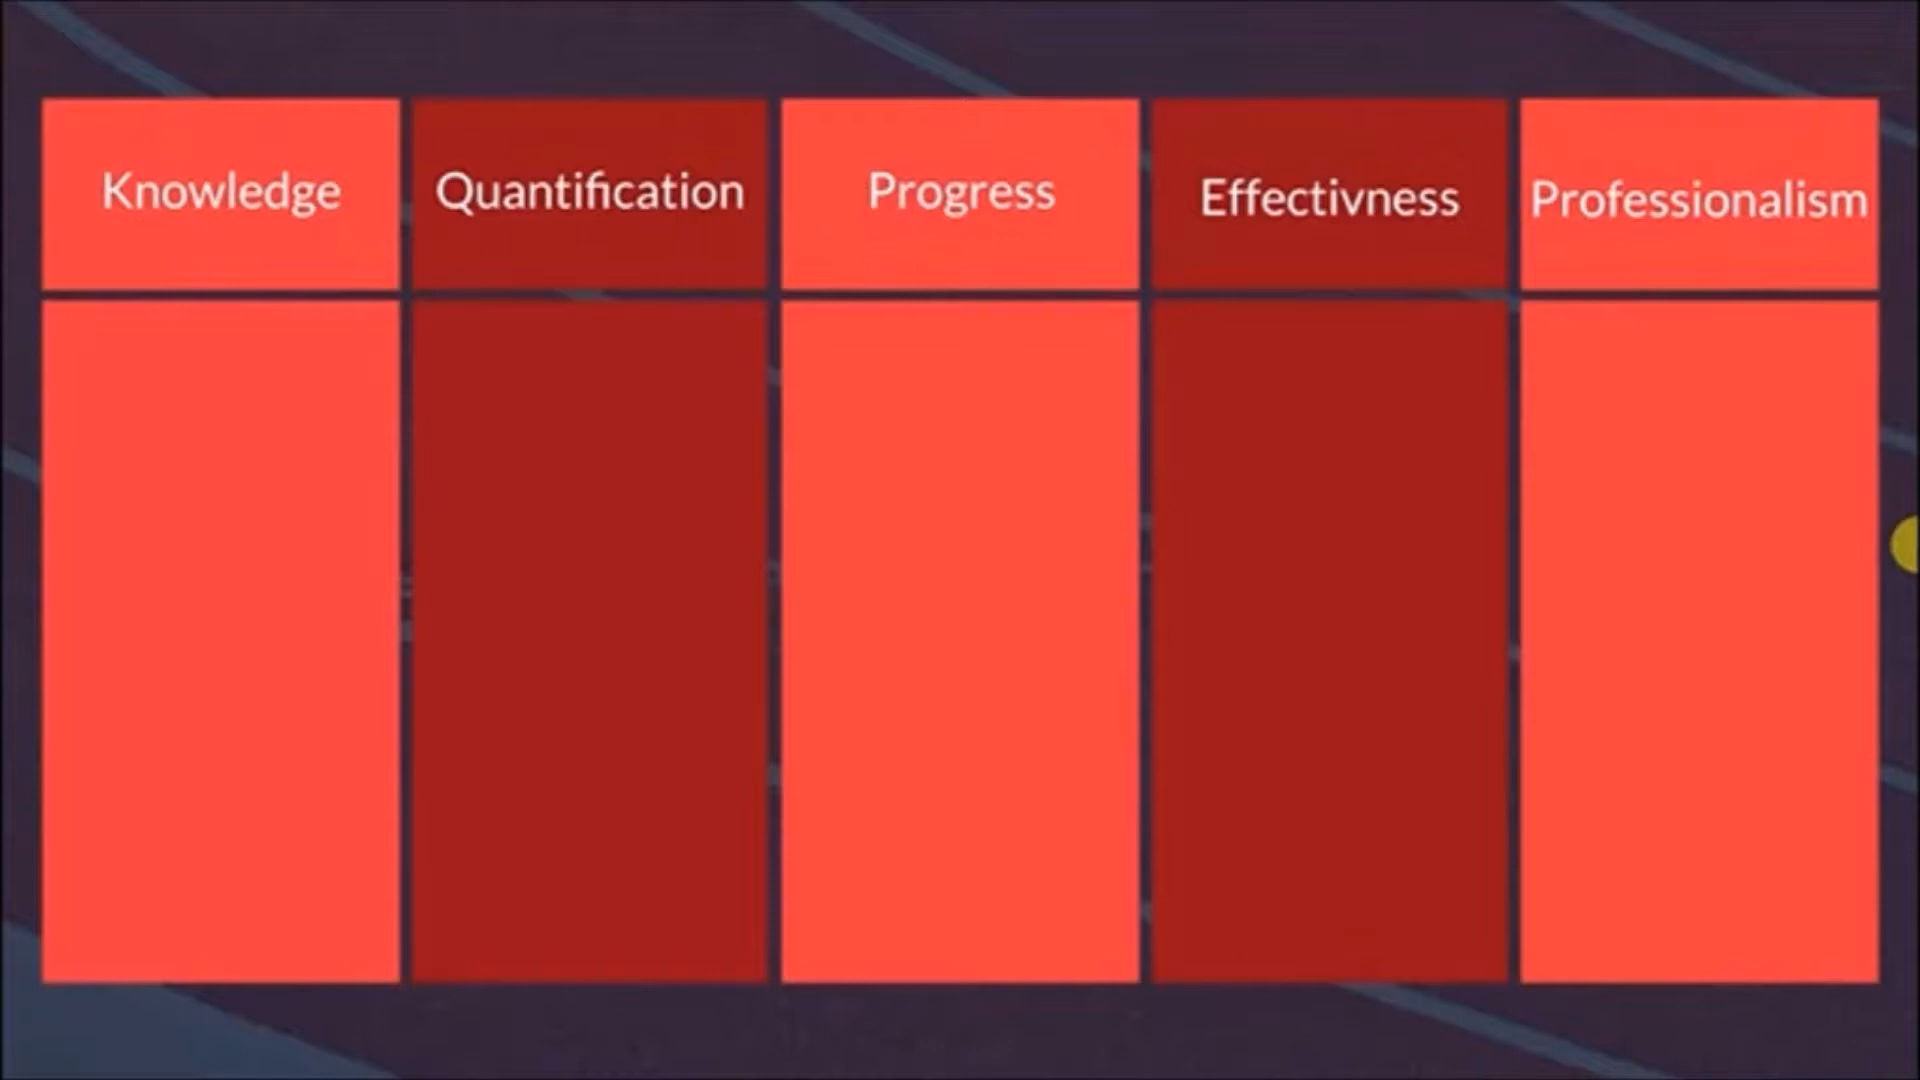 Knowledge
Quantification
Progress
Effectivness
Professionalism